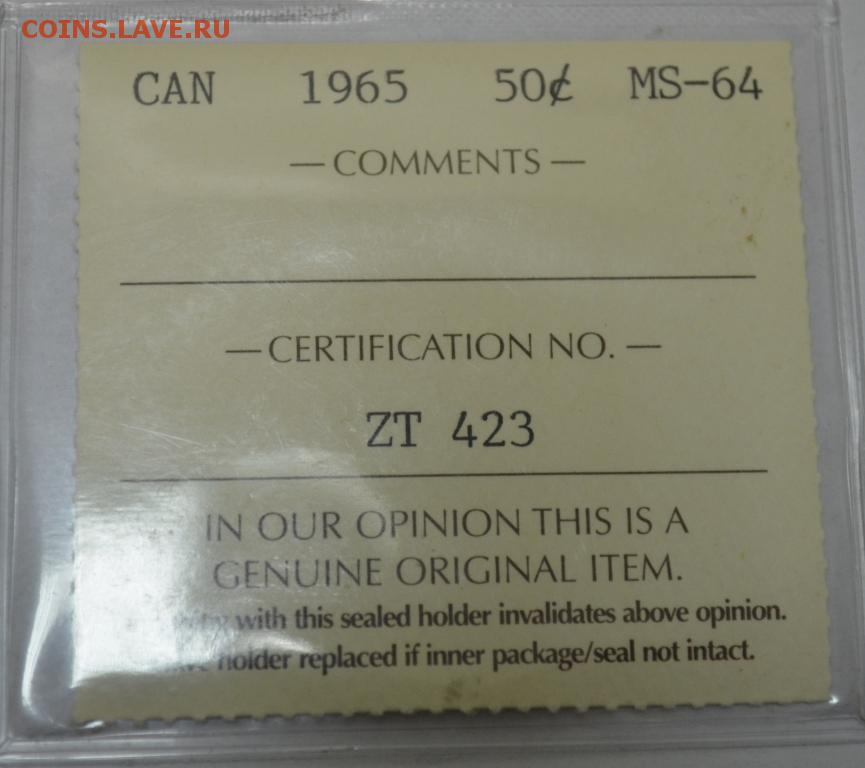 COINS.LAVE.RU
CAN 1965 50¢ MS-64
— COMMENTS —
— CERTIFICATION NO. —
ZT 423
IN OUR OPINION THIS IS A
GENUINE ORIGINAL ITEM.
with this sealed holder invalidates above opinion.
holder replaced if inner package/seal not intact.